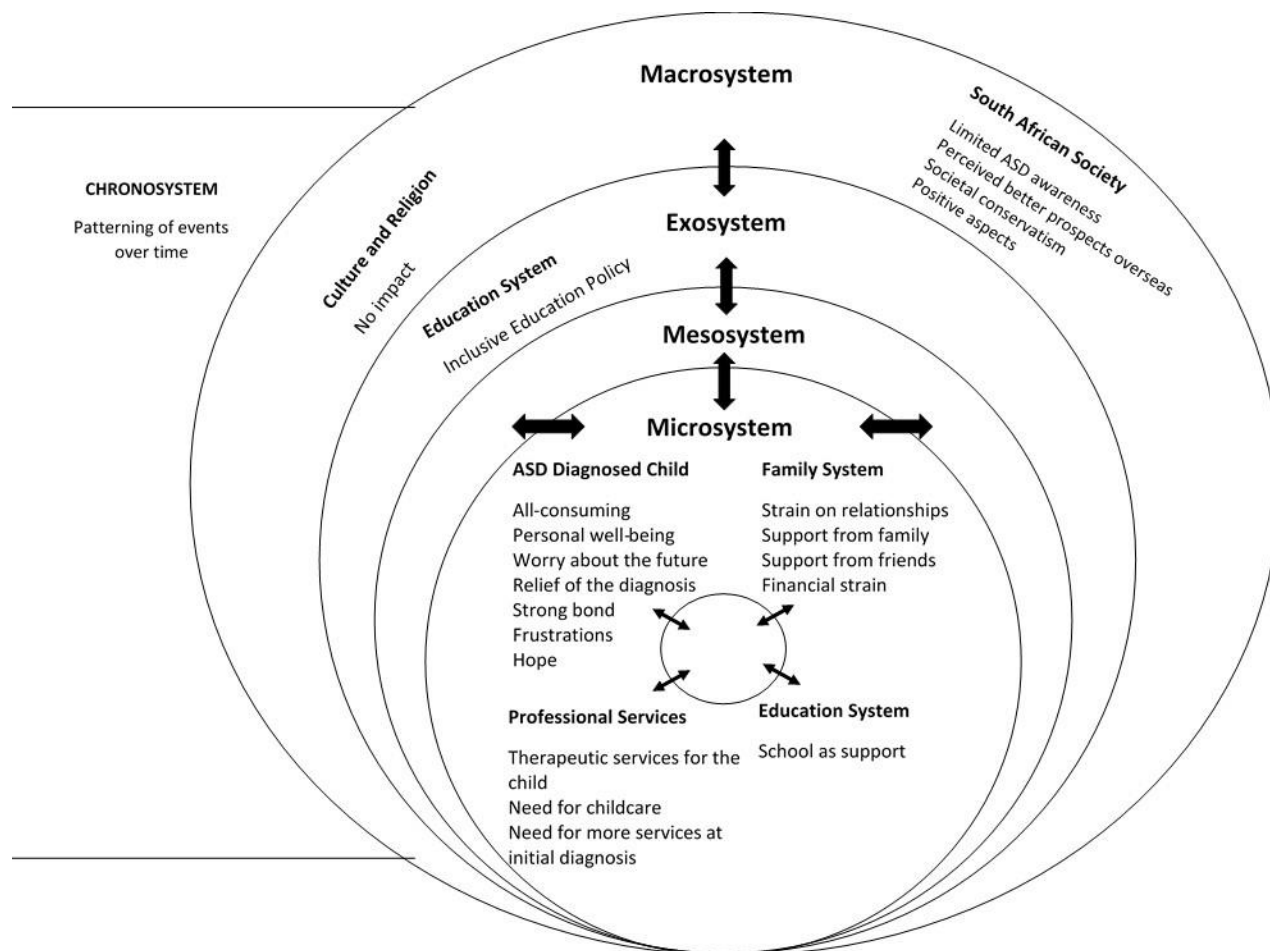 Macrosystem
South African Society
Limited ASD awareness
Perceived better prospects overseas
Societal conservatism
Positive aspects
CHRONOSYSTEM
Patterning of events
over time
Culture and Religion
No impact
Exosystem
Education System
Inclusive Education Policy
Mesosystem
Microsystem
ASD Diagnosed Child
All-consuming
Personal well-being
Worry about the future
Relief of the diagnosis
Strong bond
Frustrations
Hope
Family System
Strain on relationships
Support from family
Support from friends
Financial strain
Professional Services
Therapeutic services for the
child
Need for childcare
Need for more services at
initial diagnosis
Education System
School as support